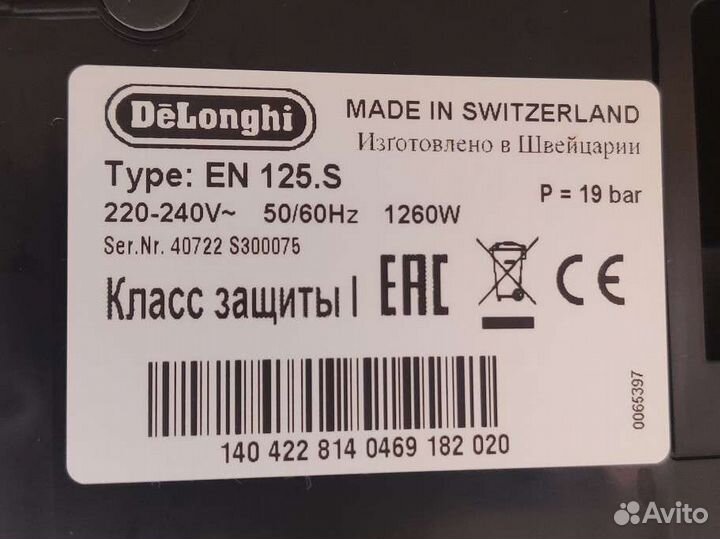 DeLonghi
MADE IN SWITZERLAND
Изготовлено в Швейцарии
Type: EN 125.S
P = 19 bar
220-240V~ 50/60Hz 1260W
Ser.Nr. 40722 S300075
Класс защиты I EAC CE
140 422 814 0469 182 020
0065397
Avito